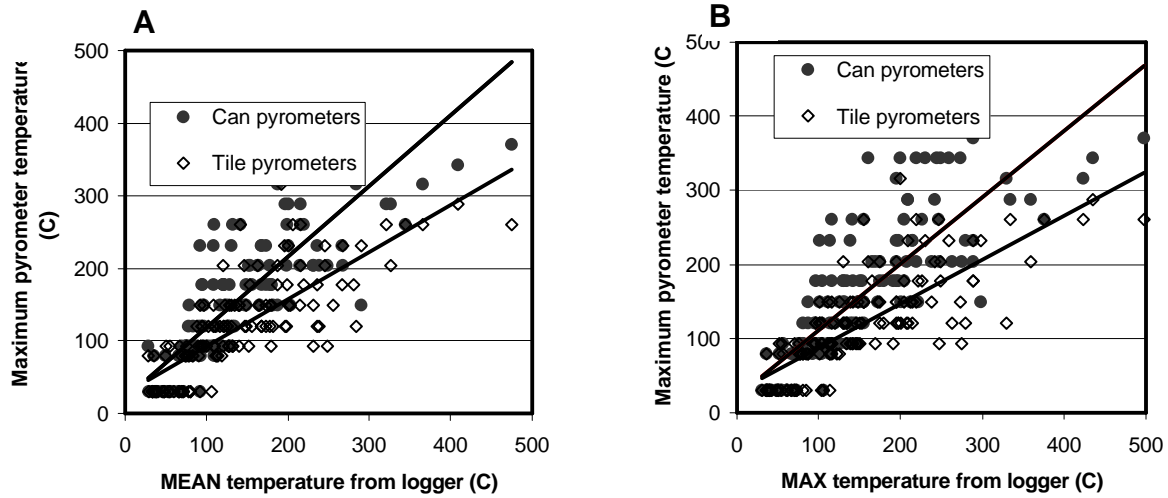 A
Maximum pyrometer temperature
(C)
500
400
300
200
100
0
Can pyrometers
Tile pyrometers
0 100 200 300 400 500
MEAN temperature from logger (C)
B
Maximum pyrometer temperature (C
500
400
300
200
100
0
Can pyrometers
Tile pyrometers
0 100 200 300 400 500
MAX temperature from logger (C)